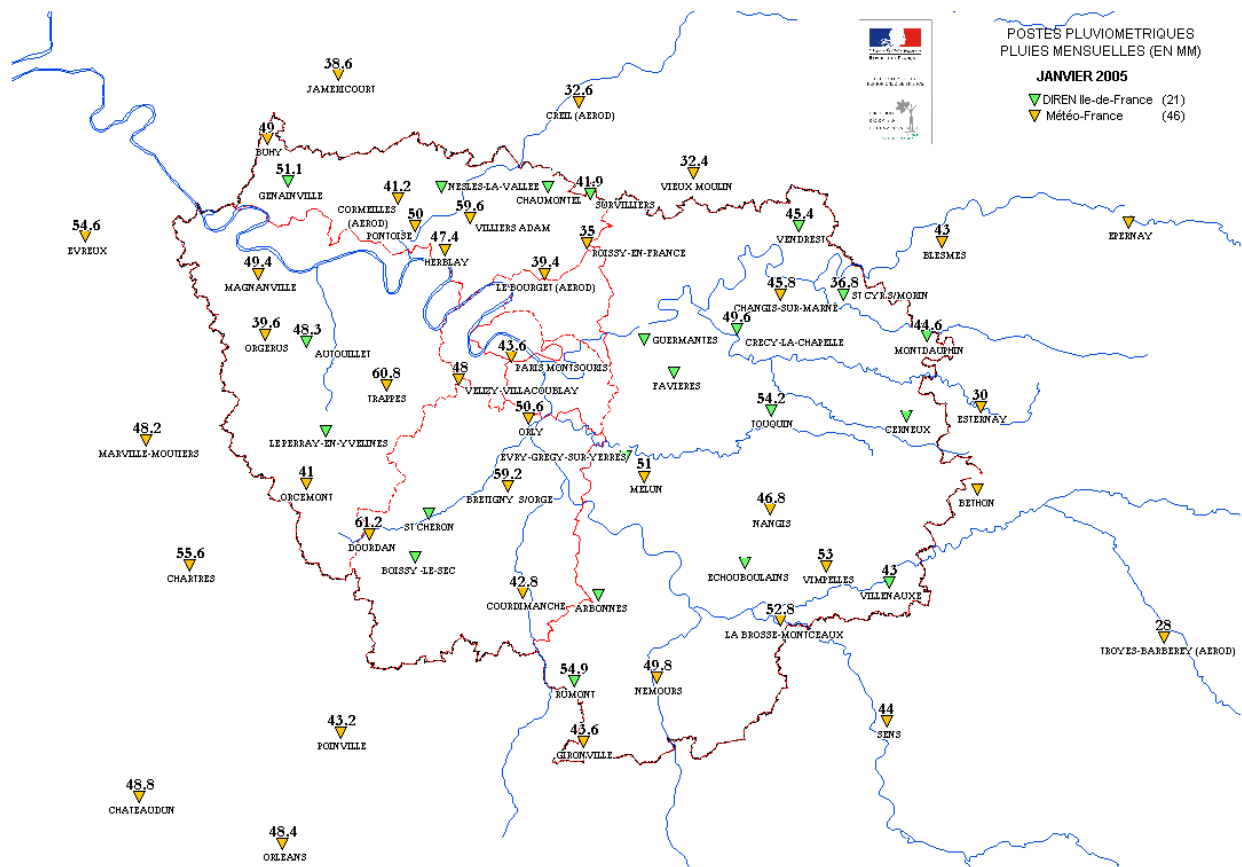 POSTES PLUVIOMETRIQUES
PLUIES MENSUELLES (EN MM)
JANVIER 2005
DIREN Ile-de-France (21)
Météo-France (46)
38.6
JAMERICOURT
32.6
CREIL (AEROD)
49
BUHY
51.1
GENAINVILLE
41.2
CORMEILLES
(AEROD)
50
PONTOISE
NESLES-LA-VALLEE
59.6
VILLIERS ADAM
CHAUMONTEL
41.9
SURVILLIERS
32.4
VIEUX MOULIN
54.6
EVREUX
47.4
HERBLAY
35
ROISSY-EN-FRANCE
45.4
VENDREST
43
BLESMES
EPERNAY
49.4
MAGNANVILLE
39.4
LE BOURGET (AEROD)
45.8
CHANGIS-SUR-MARNE
36.8
ST CYR S/MORIN
39.6
ORGERUS
48.3
AUTOUILLET
43.6
PARIS MONTSOURIS
GUERMANTES
49.6
CRECY-LA-CHAPELLE
44.6
MONTDAUPHIN
60.8
TRAPPES
48
VELIZY-VILLACOUBLAY
FAVIERES
54.2
TOUQUIN
CERNEUX
30
ESTERNAY
48.2
MARVILLE-MOUTIERS
LE PERRAY-EN-YVELINES
50.6
ORLY
EVRY-GREGY-SUR-YERRES
41
ORCEMONT
59.2
BRETIGNY S/ORGE
51
MELUN
46.8
NANGIS
BETHON
61.2
DOURDAN
ST CHERON
55.6
CHARTRES
BOISSY-LE-SEC
42.8
COURDIMANCHE
ARBONNES
ECHOUBOULAINS
53
VIMPELLES
43
VILLENAUXE
52.8
LA BROSSE-MONTCEAUX
28
TROYES-BARBEREY (AEROD)
54.9
RUMONT
49.8
NEMOURS
43.2
POINVILLE
43.6
GIRONVILLE
44
SENS
48.8
CHATEAUDUN
48.4
ORLEANS